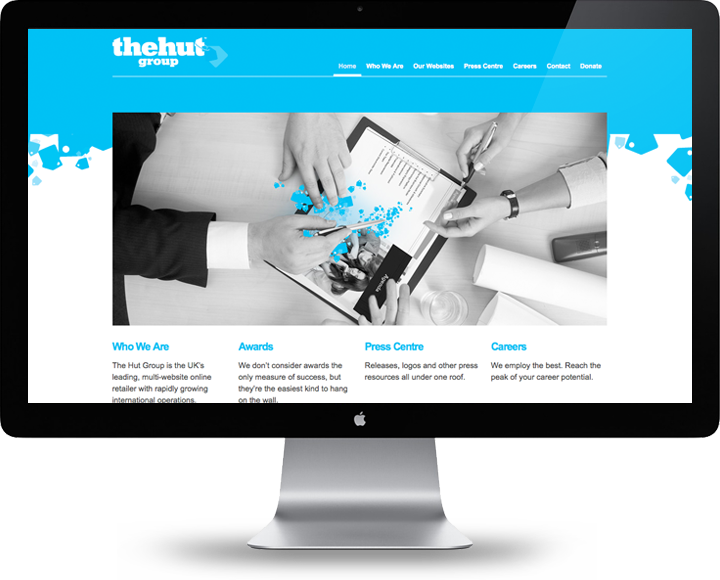 thehut
group
Home Who We Are Our Websites Press Centre Careers Contact Donate
Agenda
Who We Are
The Hut Group is the UK's
leading, multi-website online
retailer with rapidly growing
international operations.
Awards
We don't consider awards the
only measure of success, but
they're the easiest kind to hang
on the wall.
Press Centre
Releases, logos and other press
resources all under one roof.
Careers
We employ the best. Reach the
peak of your career potential.